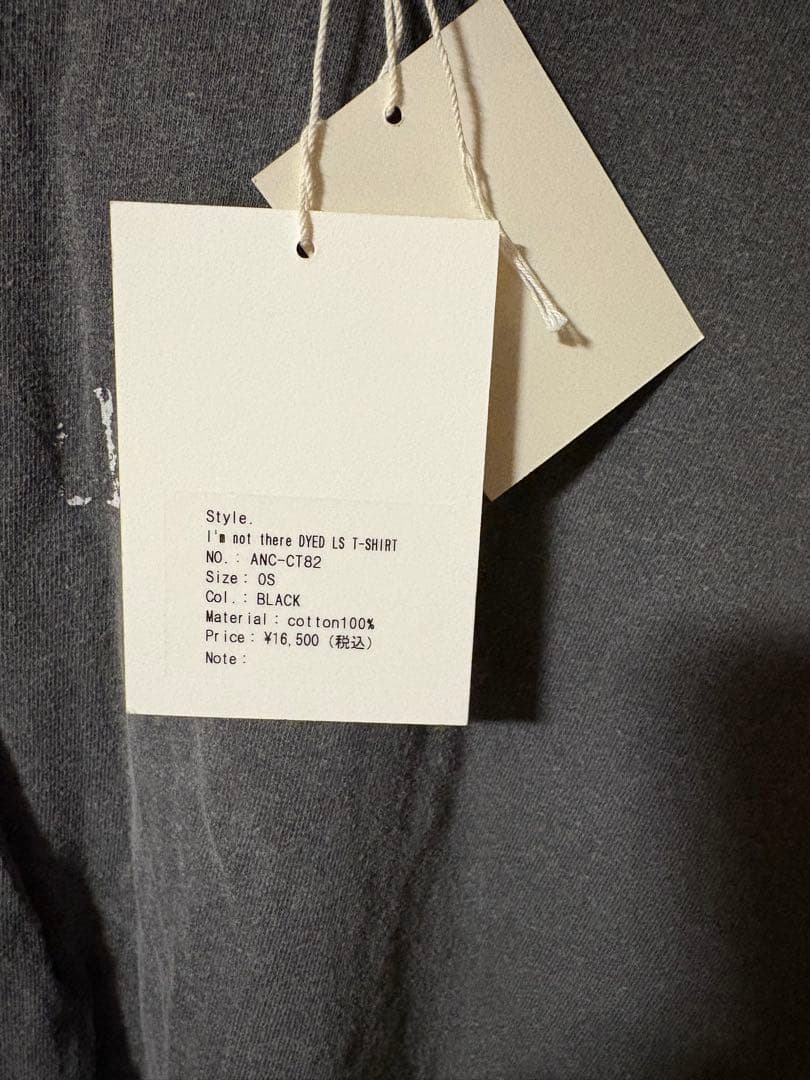 Style.
I'm not there DYED LS T-SHIRT
NO.: ANC-CT82
Size: OS
Col.: BLACK
Material: cotton100%
Price: ¥16,500 (税込)
Note: